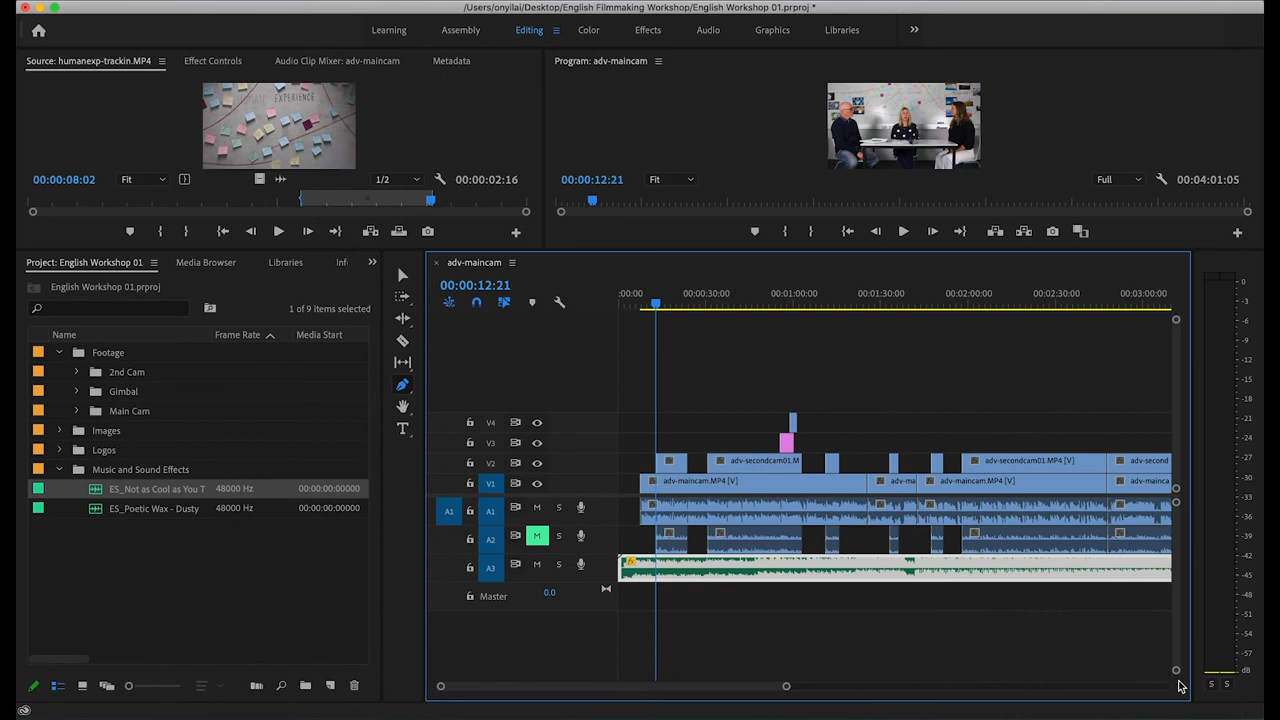 /Users/onyilai/Desktop/English Filmmaking Workshop/English Workshop 01.prproj *
Learning Assembly Editing Color Effects Audio Graphics Libraries
Source: humanexp-trackin.MP4 Effect Controls Audio Clip Mixer: adv-maincam Metadata
Program: adv-maincam
EXPERIENCE
00:00:08:02 Fit 1/2 00:00:02:16
00:00:12:21 Fit Full 00:04:01:05
Project: English Workshop 01 Media Browser Libraries Inf
English Workshop 01.prproj
1 of 9 items selected
Name Frame Rate Media Start
Footage
2nd Cam
Gimbal
Main Cam
Images
Logos
Music and Sound Effects
ES_Not as Cool as You T 48000 Hz 00:00:00:00000
ES_Poetic Wax - Dusty 48000 Hz 00:00:00:00000
adv-maincam
00:00:12:21
:00:00 00:00:30:00 00:01:00:00 00:01:30:00 00:02:00:00 00:02:30:00 00:03:00:00
V4
V3
V2 adv-secondcam01.M adv-secondcam01.MP4 [V] adv-second
V1 adv-maincam.MP4 [V] adv-ma adv-maincam.MP4 [V] adv-mainca
A1 A1 M S
A2 M S
A3 M S
Master 0.0
0
-3
-6
-9
-12
-15
-18
-21
-24
-27
-30
-33
-36
-39
-42
-45
-48
-51
-54
-57
dB
S S